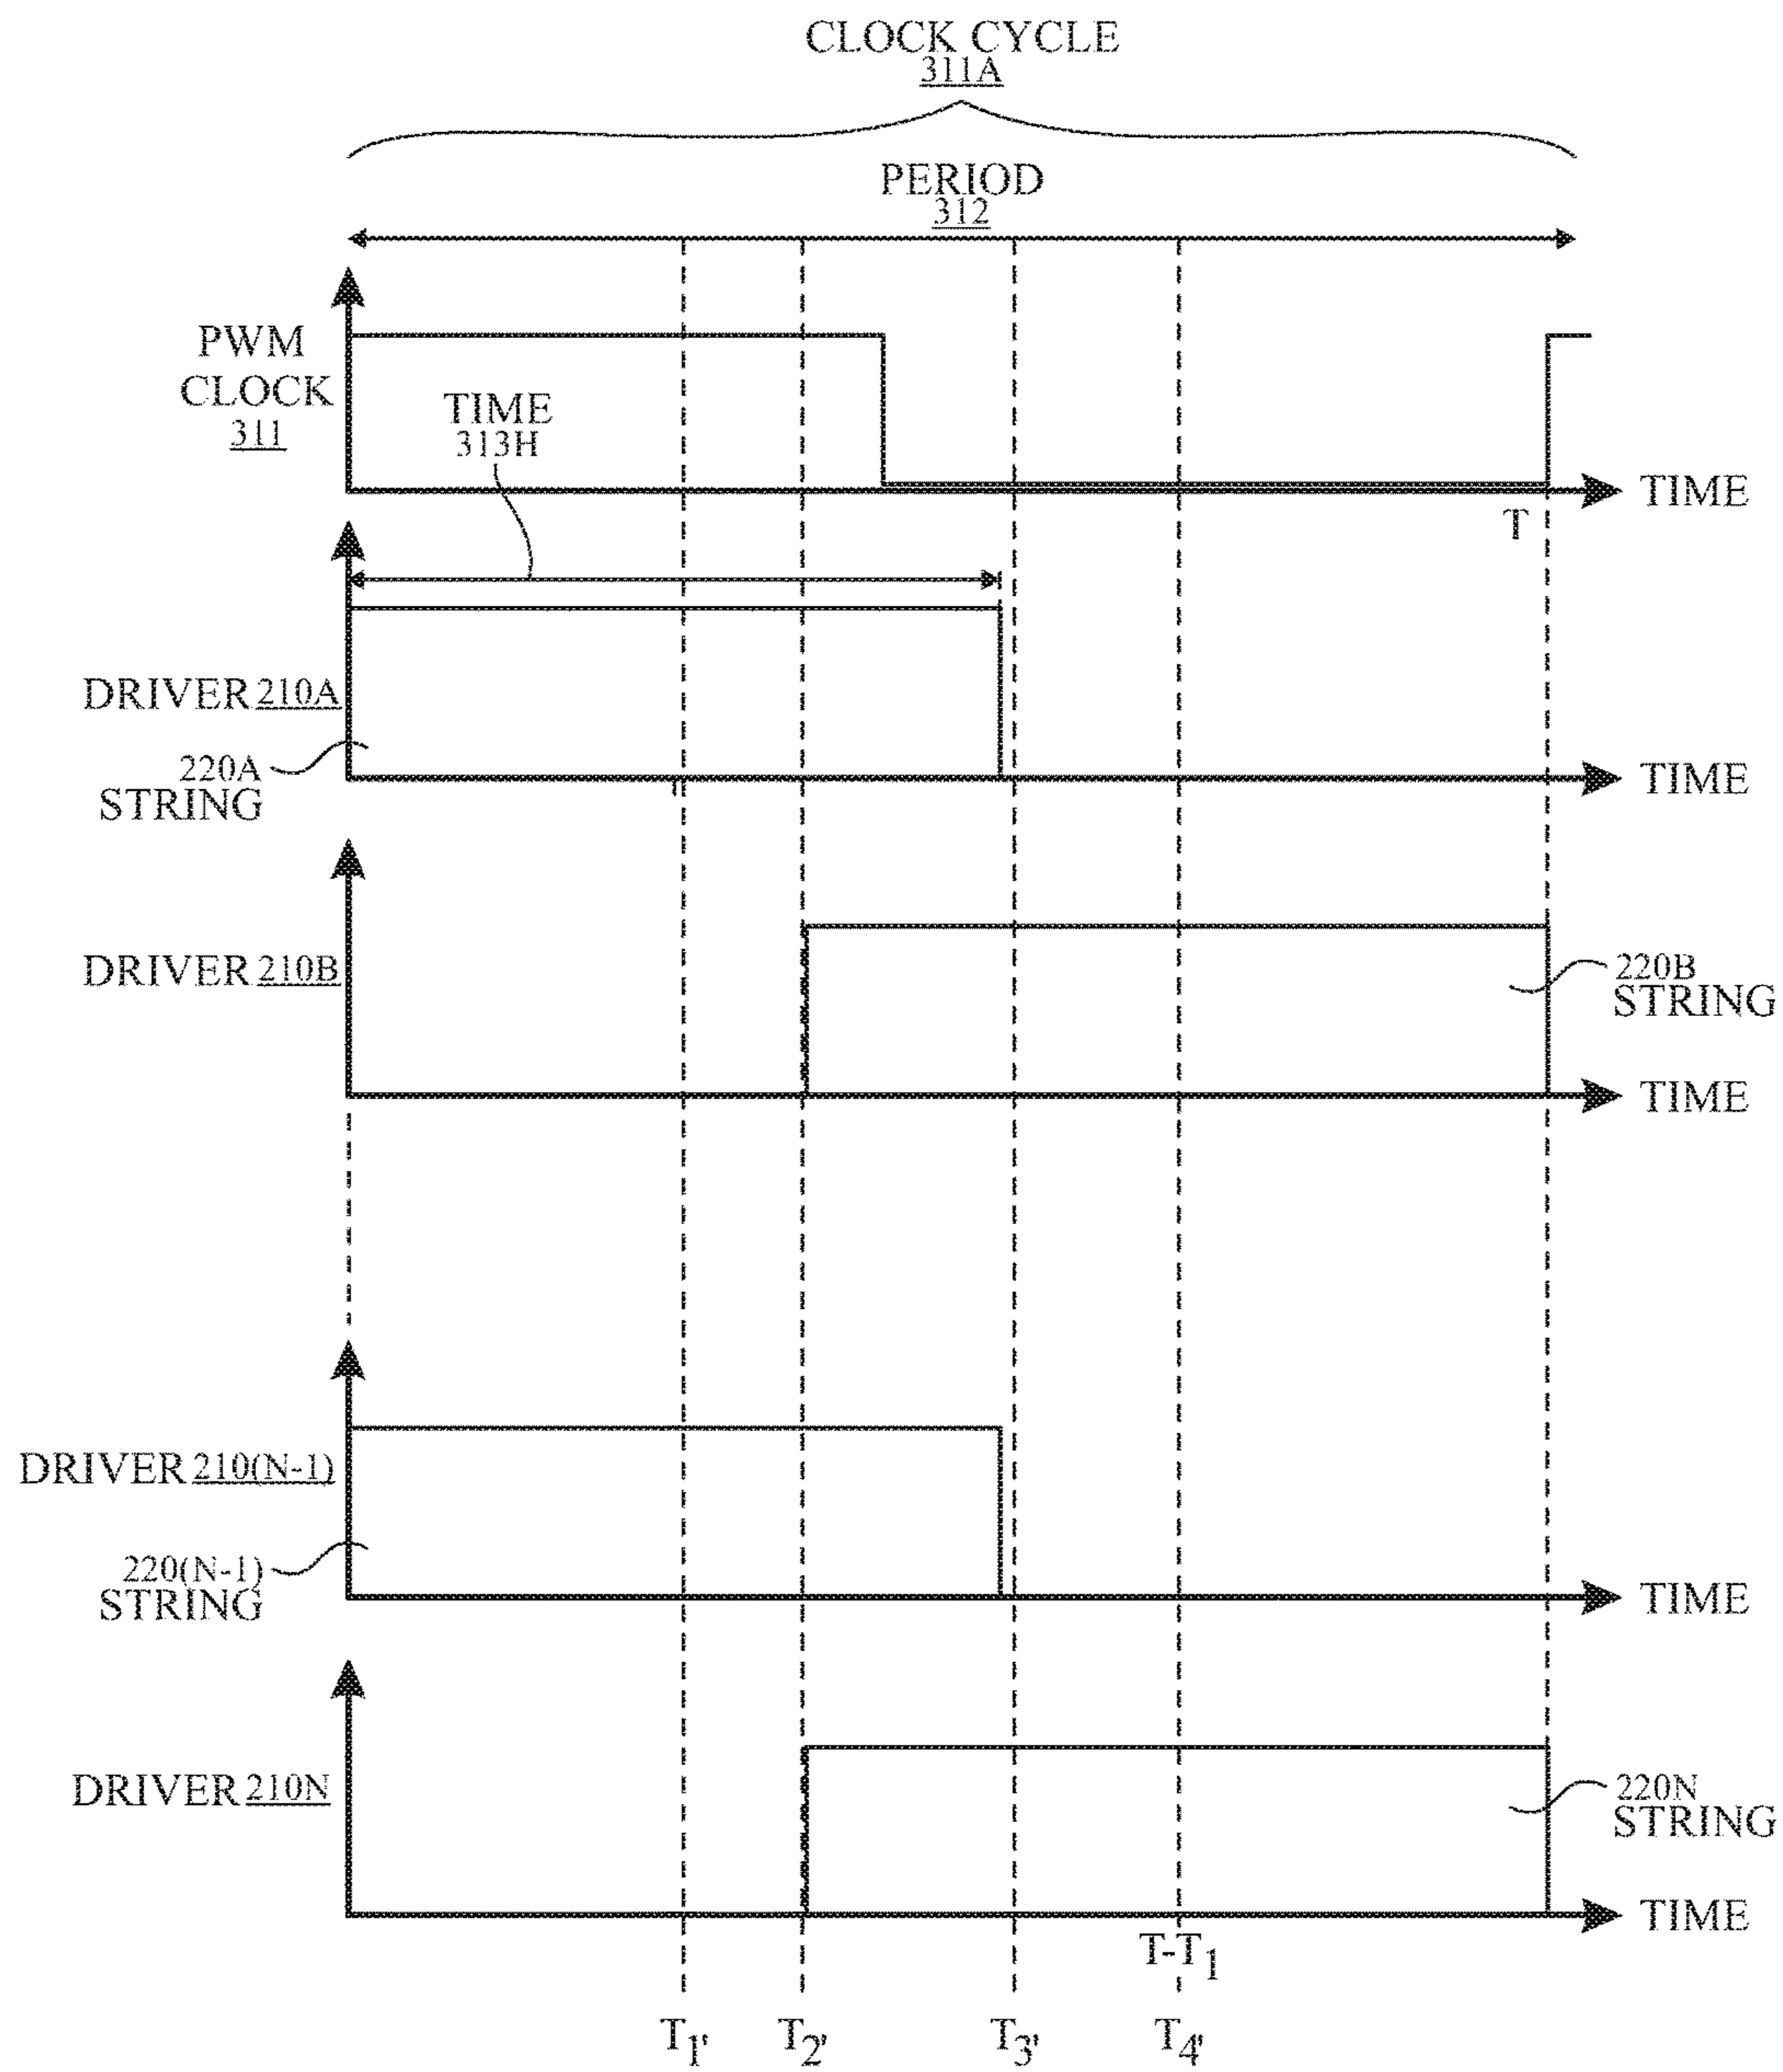 CLOCK CYCLE
311A
PERIOD
312
PWM
CLOCK
311
TIME
313H
TIME
T
DRIVER 210A
220A
STRING
TIME
DRIVER 210B
220B
STRING
TIME
DRIVER 210(N-1)
220(N-1)
STRING
TIME
DRIVER 210N
220N
STRING
TIME
T-T1
T1' T2' T3' T4'